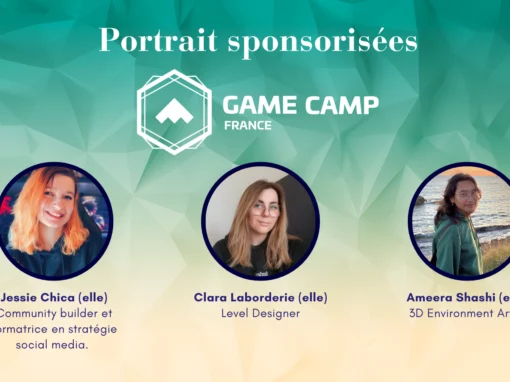 Portrait sponsorisées
GAME CAMP
FRANCE
Jessie Chica (elle)
Community builder et
formatrice en stratégie
social media.
Clara Laborderie (elle)
Level Designer
Ameera Shashi (e
3D Environment Ar